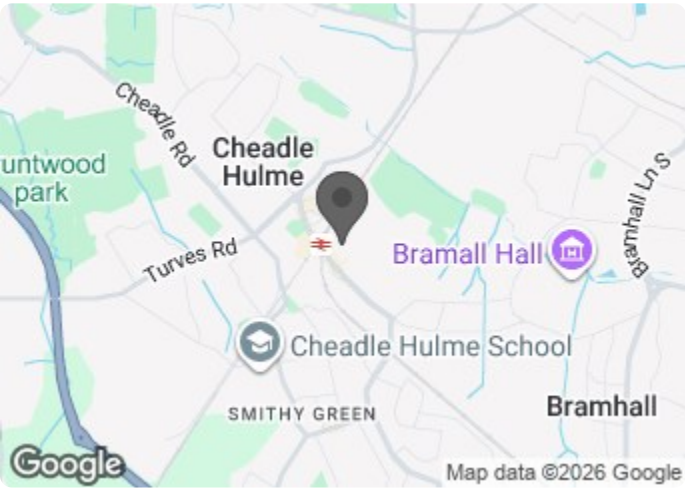 Cheadle Rd
Cheadle
Hulme
untwood
park
Turves Rd
Bramhall Ln S
Bramall Hall
Cheadle Hulme School
SMITHY GREEN
Bramhall
Google
Map data ©2026 Google